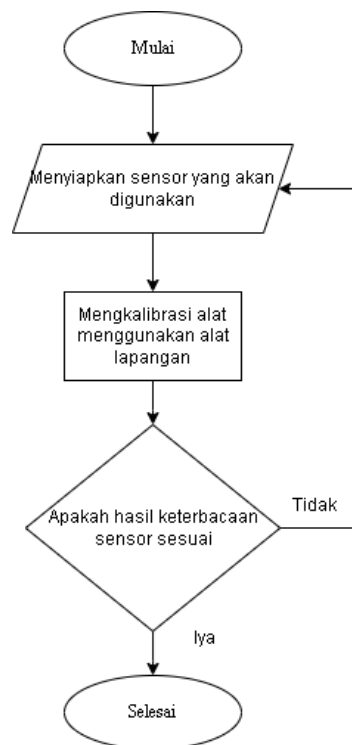 Mulai
Menyiapkan sensor yang akan
digunakan
Mengkalibrasi alat
menggunakan alat
lapangan
Apakah hasil keterbacaan
sensor sesuai
Tidak
Iya
Selesai